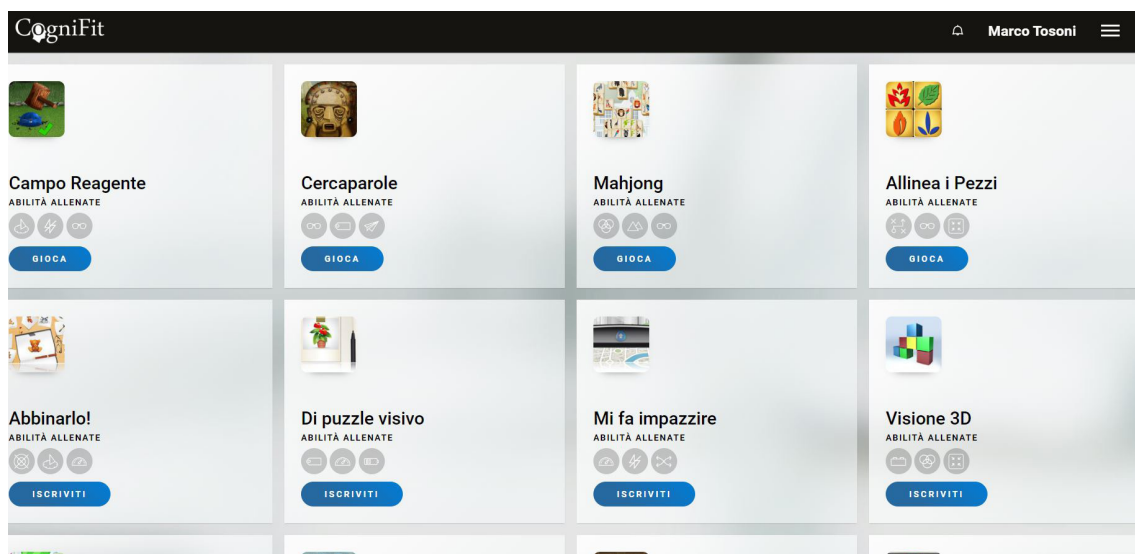 CogniFit
Marco Tosoni
Campo Reagente
ABILITÀ ALLENATE
GIOCA
Cercaparole
ABILITÀ ALLENATE
GIOCA
Mahjong
ABILITÀ ALLENATE
GIOCA
Allinea i Pezzi
ABILITÀ ALLENATE
GIOCA
Abbinarlo!
ABILITÀ ALLENATE
ISCRIVITI
Di puzzle visivo
ABILITÀ ALLENATE
ISCRIVITI
Mi fa impazzire
ABILITÀ ALLENATE
ISCRIVITI
Visione 3D
ABILITÀ ALLENATE
ISCRIVITI